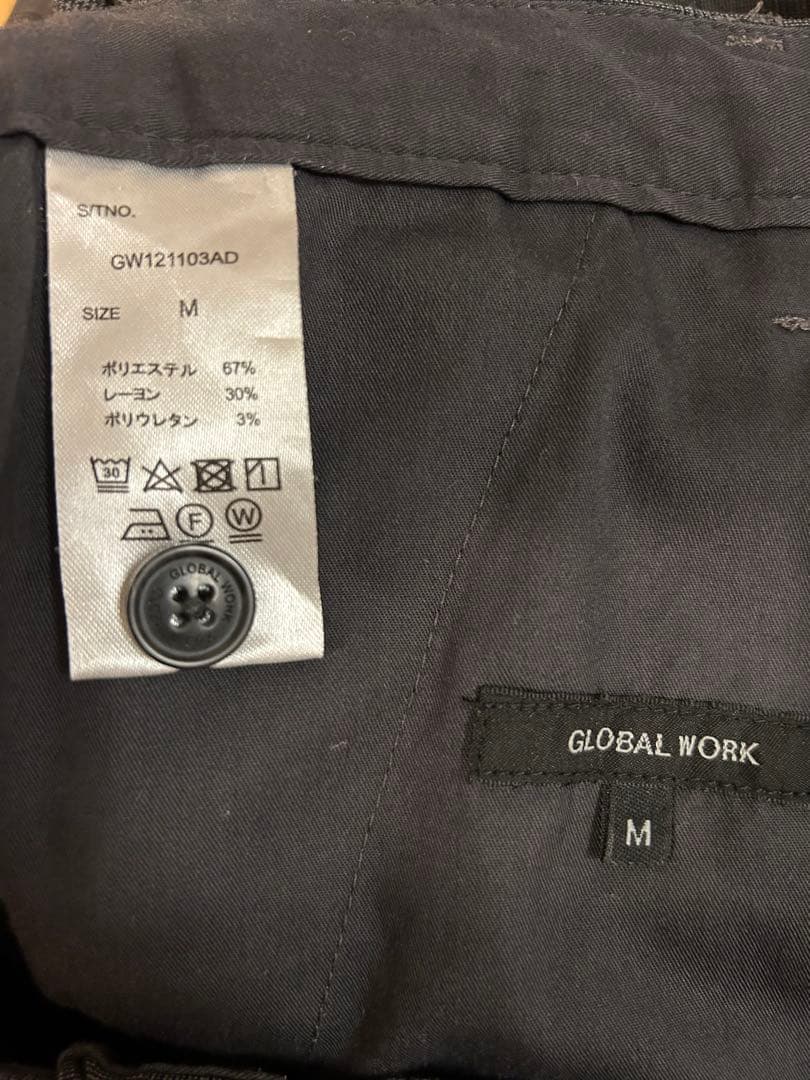 S/TNO.
GW121103AD
SIZE M
ポリエステル 67%
レーヨン 30%
ポリウレタン 3%
30
F
W
GLOBAL WORK
GLOBAL WORK
M